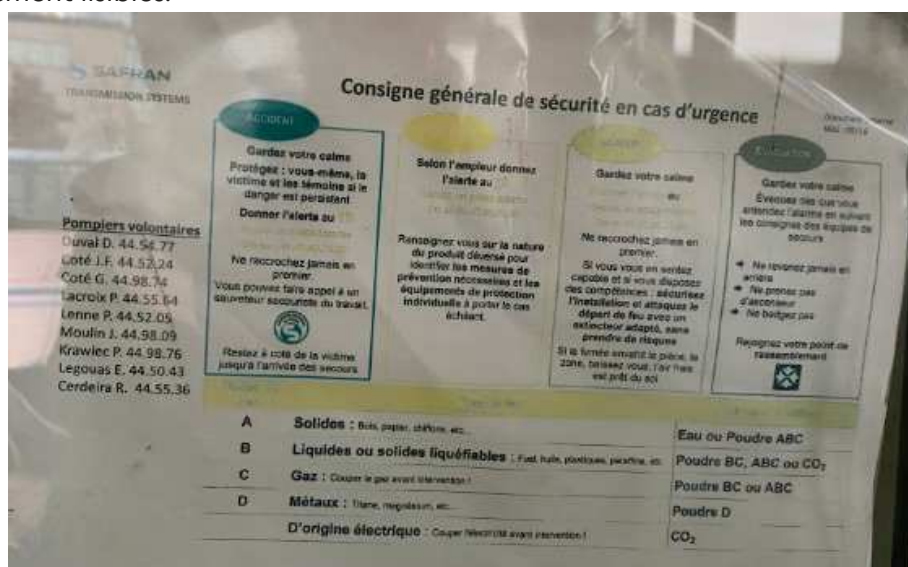 SAFRAN
TRANSMISSION SYSTEMS
Consigne générale de sécurité en cas d'urgence
Pompiers volontaires
Duval D. 44.54.77
Coté J.F. 44.52.24
Coté G. 44.98.74
Lacroix P. 44.55.64
Lenne P. 44.52.05
Moulin J. 44.98.09
Krawiec P. 44.98.76
Legouas E. 44.50.43
Cerdeira R. 44.55.36
ACCIDENT
Gardez votre calme
Protégez : vous-même, la
victime et les témoins si le
danger est persistant
Donner l'alerte au
Ne raccrochez jamais en
premier.
Vous pouvez faire appel à un
sauveteur secouriste du travail.
Restez à coté de la victime
jusqu'à l'arrivée des secours
Selon l'ampleur donnez
l'alerte au
Renseignez vous sur la nature
du produit déversé pour
identifier les mesures de
prévention nécessaires et les
équipements de protection
individuelle à porter le cas
échéant.
Gardez votre calme
Ne raccrochez jamais en
premier.
Si vous vous en sentez
capable et si vous disposez
des compétences : sécurisez
l'installation et attaquez le
départ de feu avec un
extincteur adapté, sans
prendre de risques
Si la fumée envahit la pièce, la
zone, baissez vous, l'air frais
est prêt du sol
Évacuation
Gardez votre calme
Évacuez dès que vous
entendez l'alarme en suivant
les consignes des équipes de
secours
Ne revenez jamais en
arrière
Ne prenez pas
d'ascenseur
Ne badgez pas
Rejoignez votre point de
rassemblement
A Solides : Bois, papier, chiffons, etc... Eau ou Poudre ABC
B Liquides ou solides liquéfiables : Fuel, huile, plastiques, paraffine, etc. Poudre BC, ABC ou CO₂
C Gaz : Couper le gaz avant intervention ! Poudre BC ou ABC
D Métaux : Titane, magnésium, etc... Poudre D
D'origine électrique : Couper l'électricité avant intervention ! CO₂